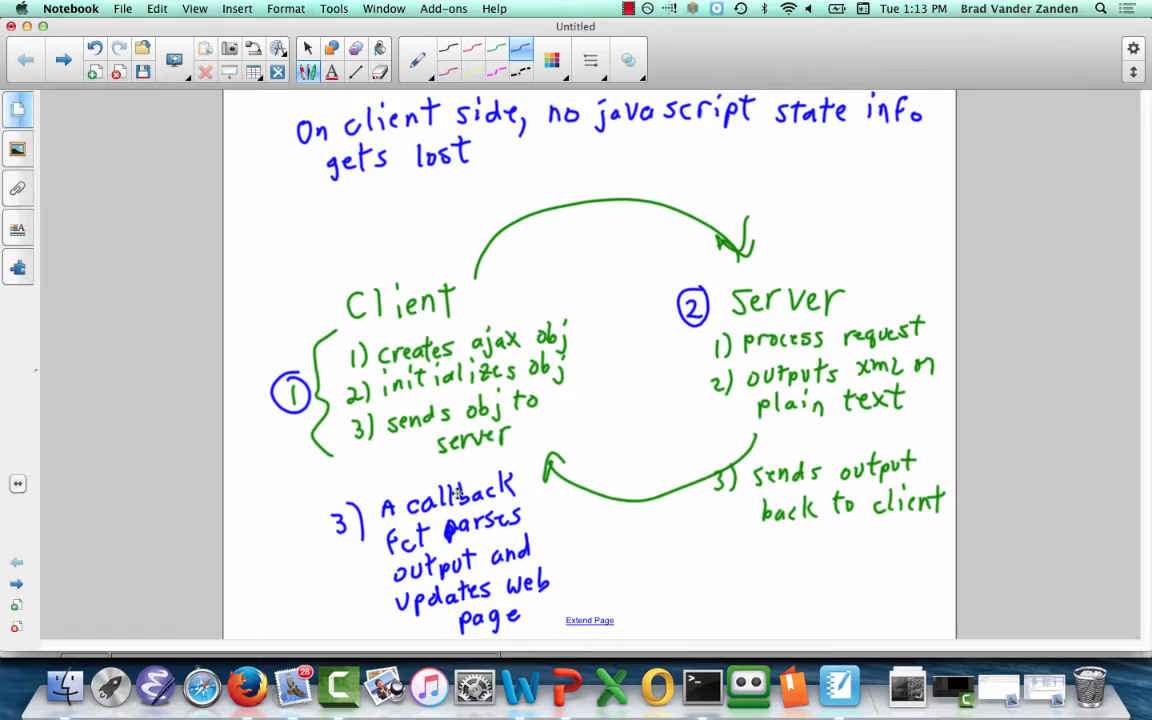 Notebook File Edit View Insert Format Tools Window Add-ons Help Tue 1:13 PM Brad Vander Zanden
Untitled
On client side, no javascript state info
gets lost
Client
1
1) creates ajax obj
2) initializes obj
3) sends obj to
server
3) A callback
fct parses
output and
updates web
page
2 Server
1) process request
2) outputs xml or
plain text
3) sends output
back to client
Extend Page
28